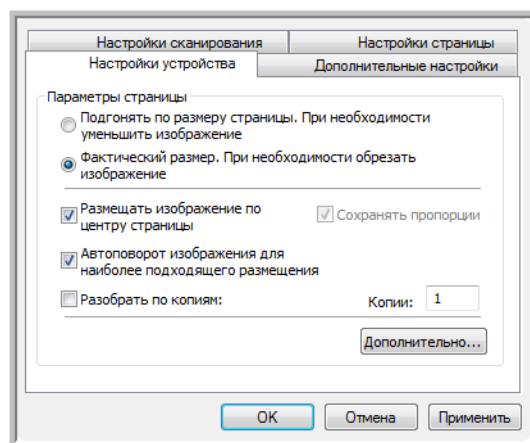 Настройки сканирования
Настройки страницы
Настройки устройства
Дополнительные настройки
Параметры страницы
Подгонять по размеру страницы. При необходимости
уменьшить изображение
Фактический размер. При необходимости обрезать
изображение
Размещать изображение по
центру страницы
Сохранять пропорции
Автоповорот изображения для
наиболее подходящего размещения
Разобрать по копиям:
Копии:
1
Дополнительно...
OK
Отмена
Применить